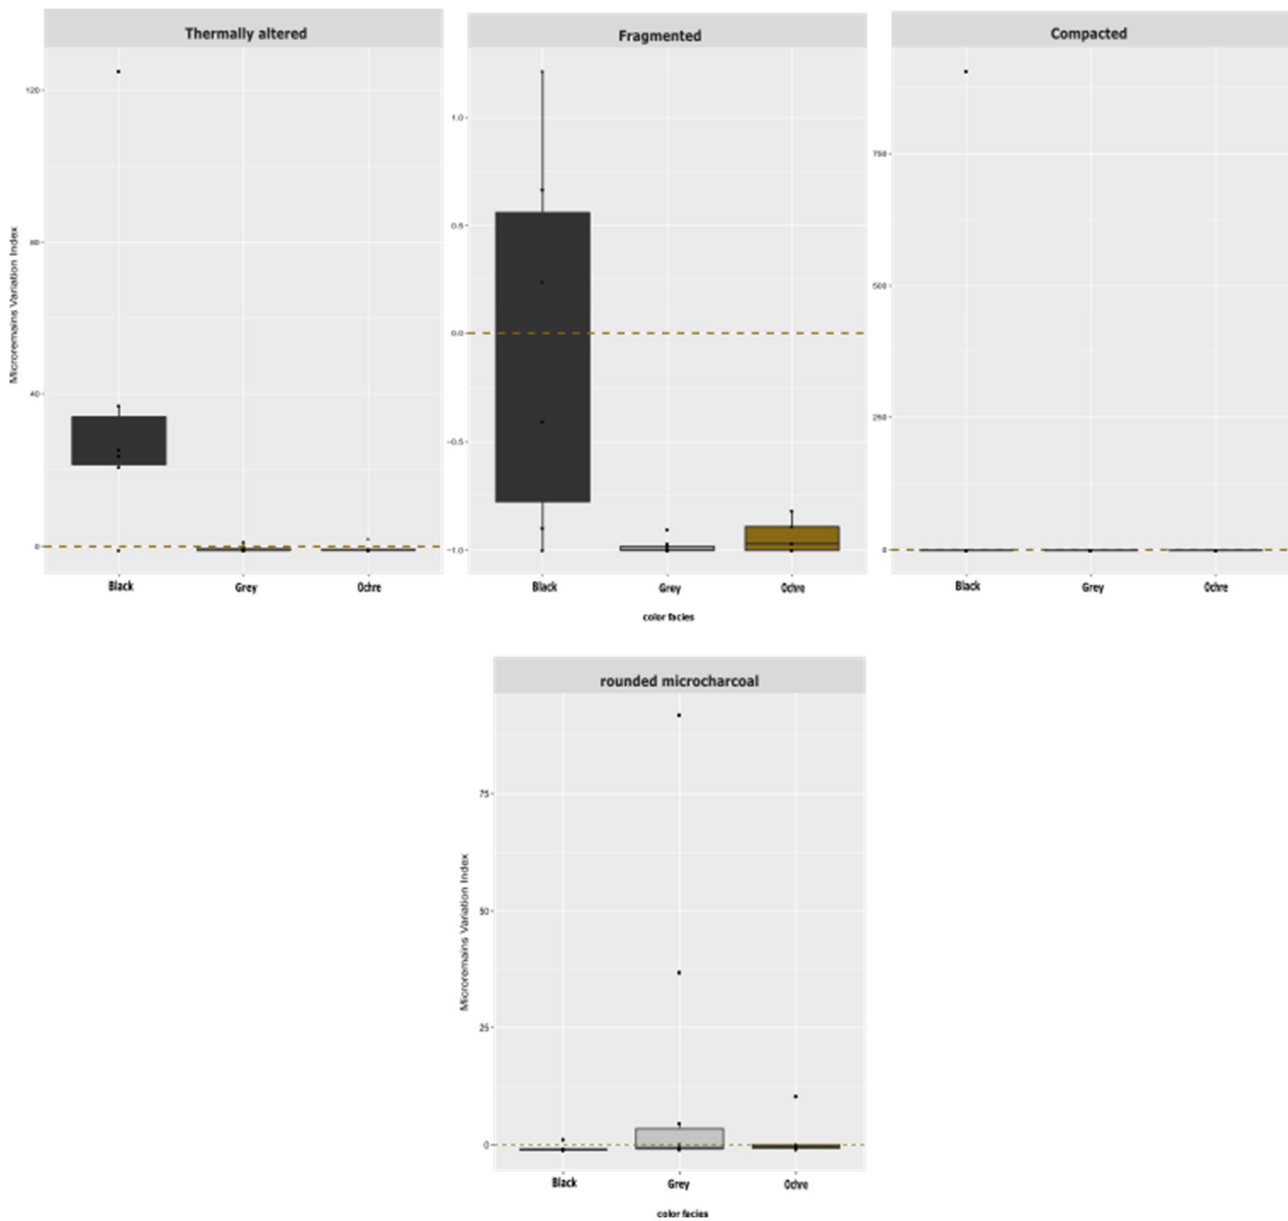 Thermally altered
Fragmented
Compacted
Microremains Variation Index
120
80
40
0
1.0
0.5
0.0
-0.5
-1.0
750
500
250
0
Black
Grey
Ochre
Black
Grey
Ochre
Black
Grey
Ochre
color facies
rounded microcharcoal
Microremains Variation Index
75
50
25
0
Black
Grey
Ochre
color facies